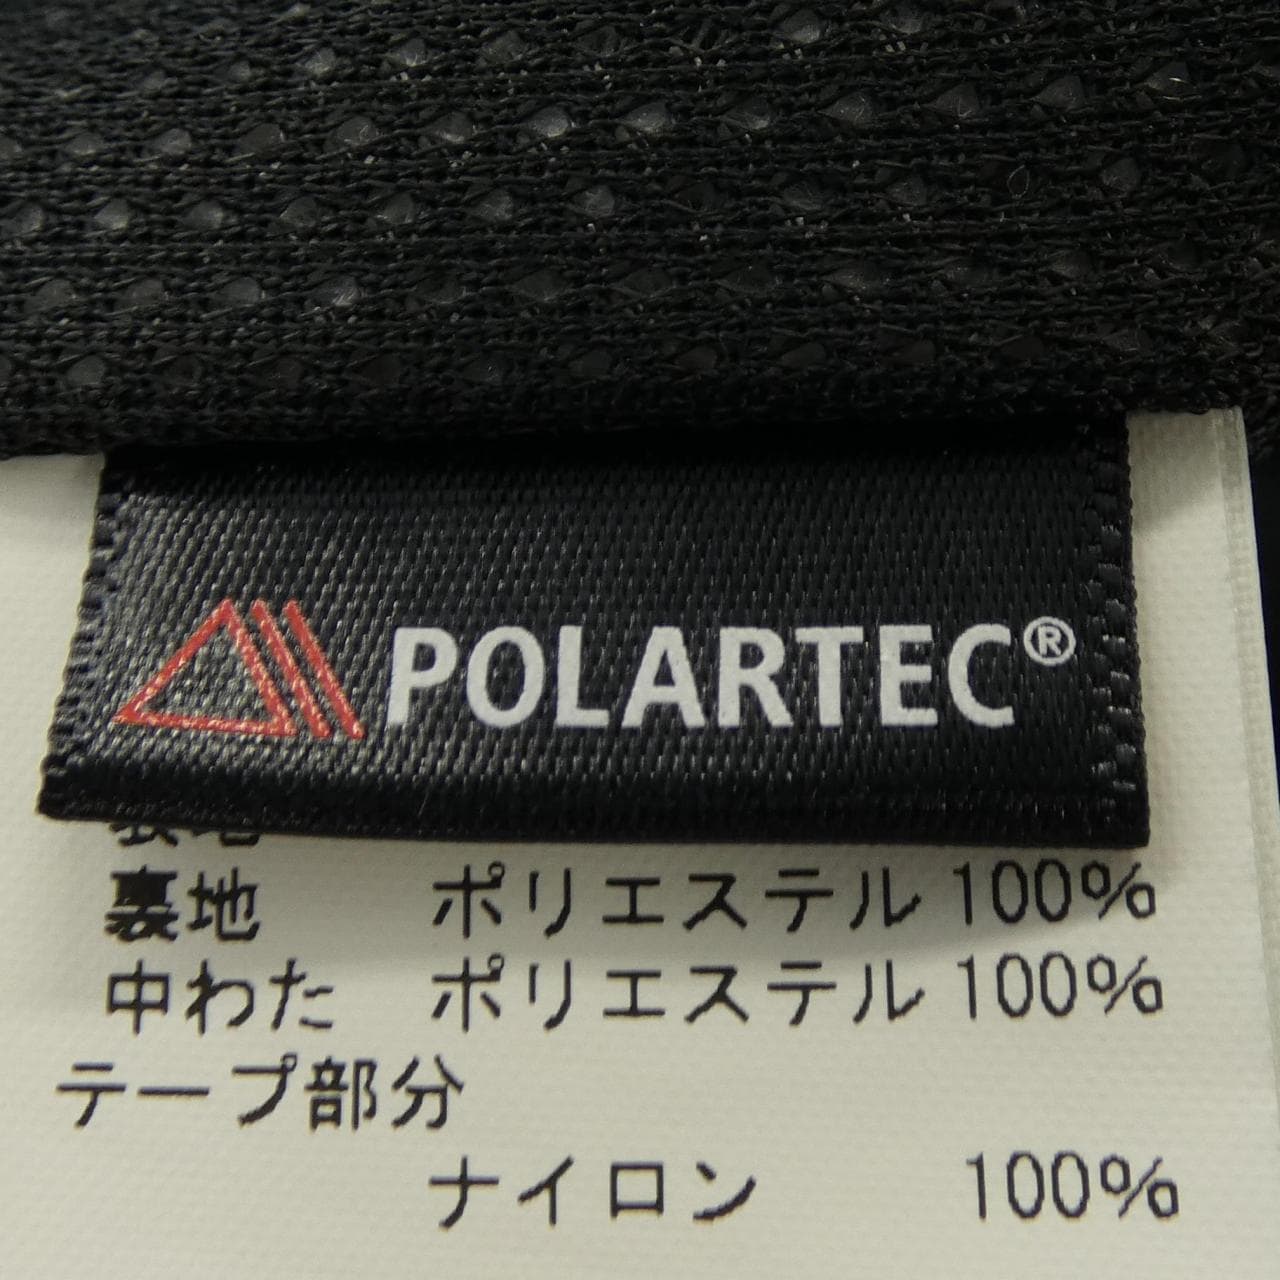 POLARTEC®
裏地 ポリエステル 100%
中わた ポリエステル 100%
テープ部分
ナイロン 100%